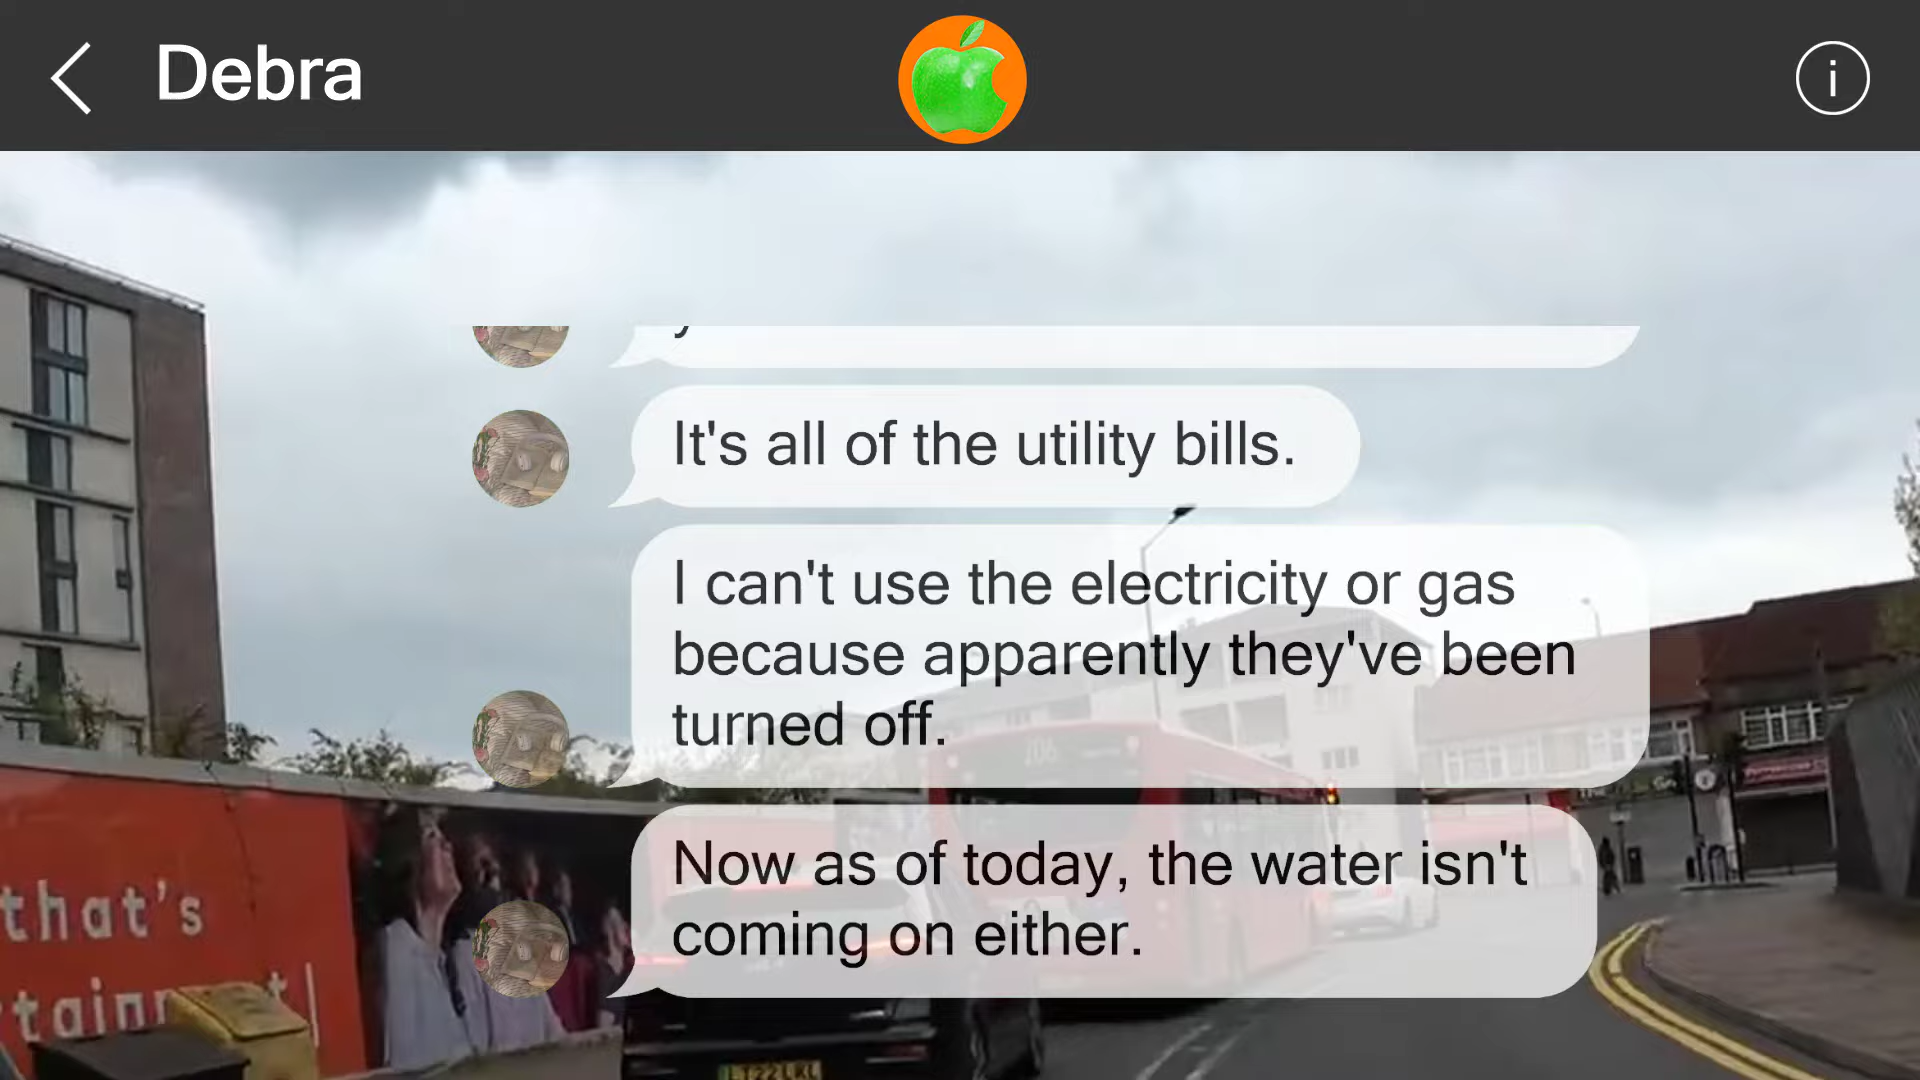 Debra
i
It's all of the utility bills.
I can't use the electricity or gas
because apparently they've been
turned off.
206
Now as of today, the water isn't
coming on either.
that's